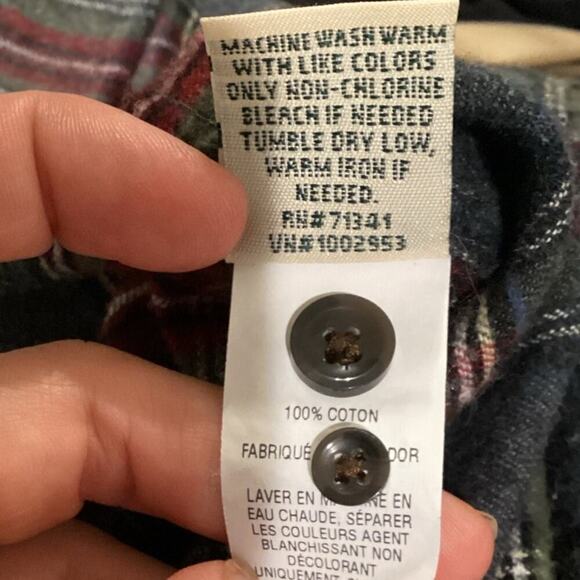 MACHINE WASH WARM
WITH LIKE COLORS
ONLY NON-CHLORINE
BLEACH IF NEEDED
TUMBLE DRY LOW,
WARM IRON IF
NEEDED.
RN# 71341
VN#1002953
100% COTON
FABRIQUÉ DOR
LAVER EN EN
EAU CHAUDE, SÉPARER
LES COULEURS AGENT
BLANCHISSANT NON
DÉCOLORANT
UNIQUEMENT